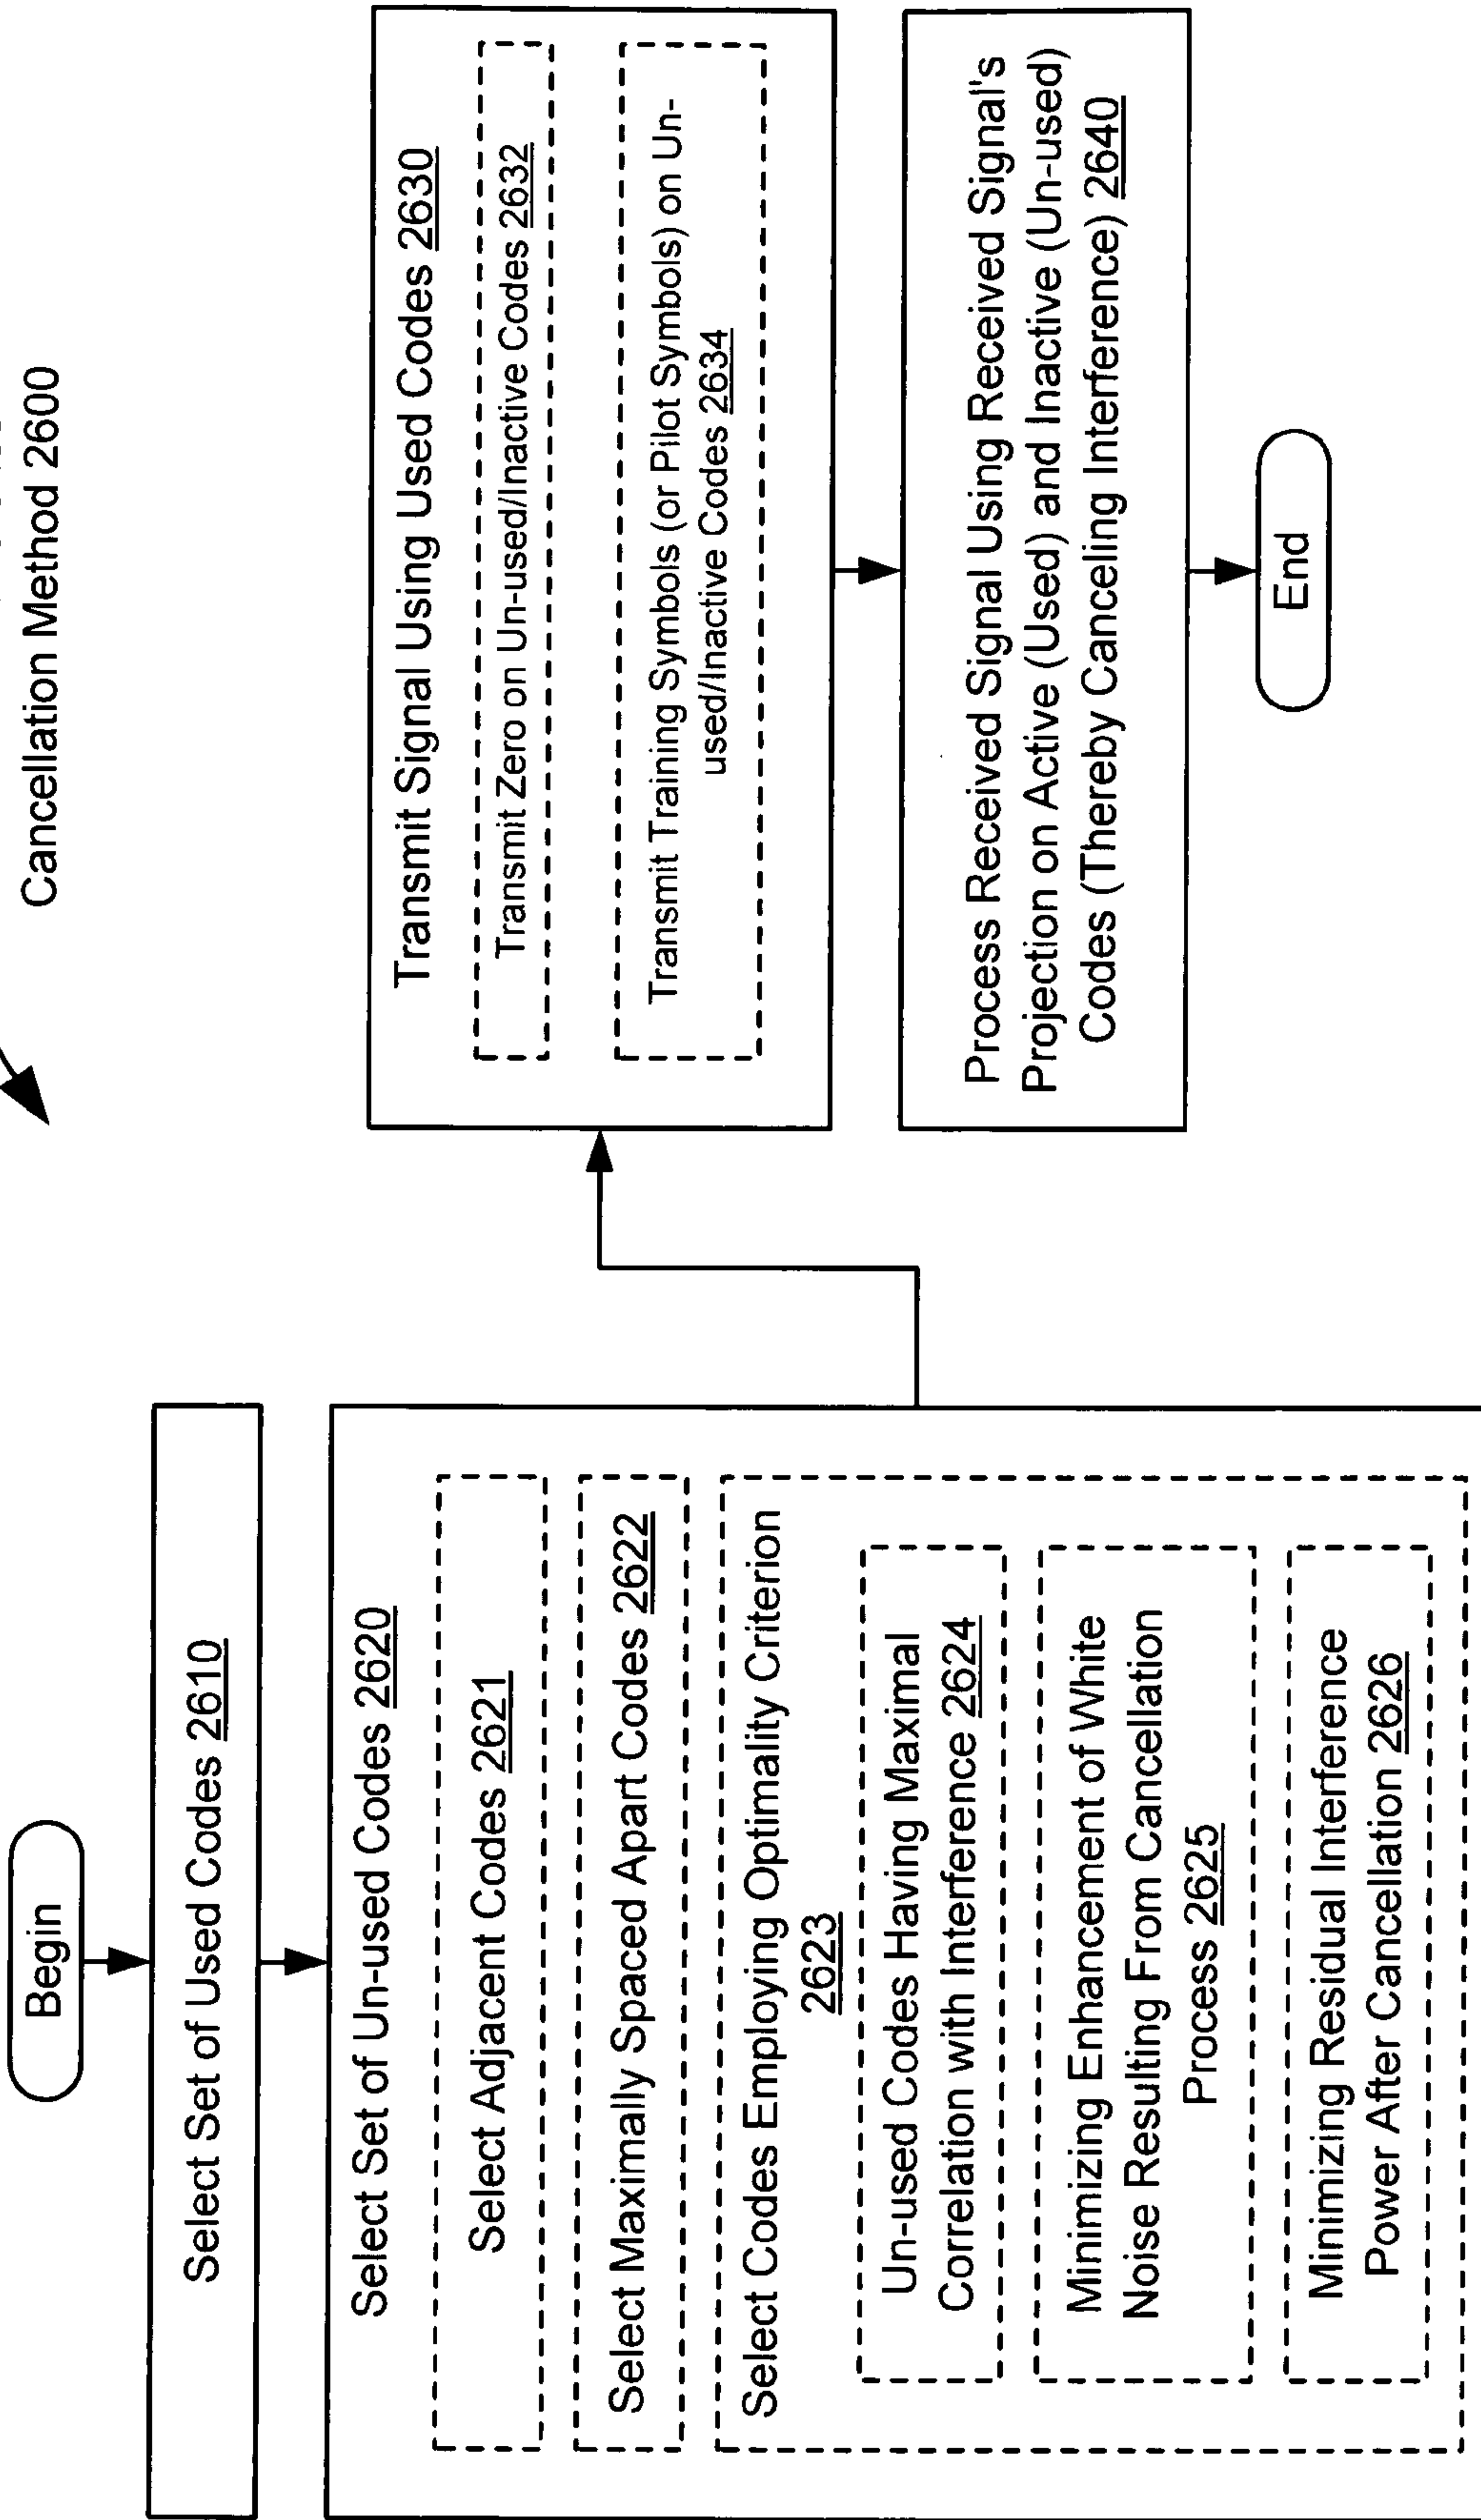 Cancellation Method 2600
Begin
Select Set of Used Codes 2610
Select Set of Un-used Codes 2620
Select Adjacent Codes 2621
Select Maximally Spaced Apart Codes 2622
Select Codes Employing Optimality Criterion
2623
Un-used Codes Having Maximal
Correlation with Interference 2624
Minimizing Enhancement of White
Noise Resulting From Cancellation
Process 2625
Minimizing Residual Interference
Power After Cancellation 2626
Transmit Signal Using Used Codes 2630
Transmit Zero on Un-used/Inactive Codes 2632
Transmit Training Symbols (or Pilot Symbols) on Un-
used/Inactive Codes 2634
Process Received Signal Using Received Signal's
Projection on Active (Used) and Inactive (Un-used)
Codes (Thereby Canceling Interference) 2640
End